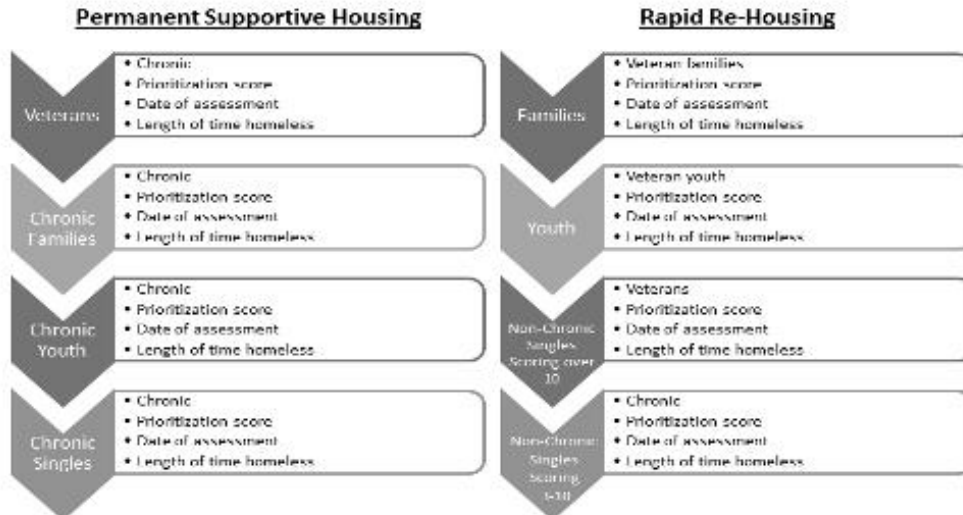 Permanent Supportive Housing
Veterans
• Chronic
• Prioritization score
• Date of assessment
• Length of time homeless
Chronic
Families
• Chronic
• Prioritization score
• Date of assessment
• Length of time homeless
Chronic
Youth
• Chronic
• Prioritization score
• Date of assessment
• Length of time homeless
Chronic
Singles
• Chronic
• Prioritization score
• Date of assessment
• Length of time homeless
Rapid Re-Housing
Families
• Veteran families
• Prioritization score
• Date of assessment
• Length of time homeless
Youth
• Veteran youth
• Prioritization score
• Date of assessment
• Length of time homeless
Non-Chronic
Singles
Scoring over
10
• Veterans
• Prioritization score
• Date of assessment
• Length of time homeless
Non-Chronic
Singles
Scoring
• Chronic
• Prioritization score
• Date of assessment
• Length of time homeless